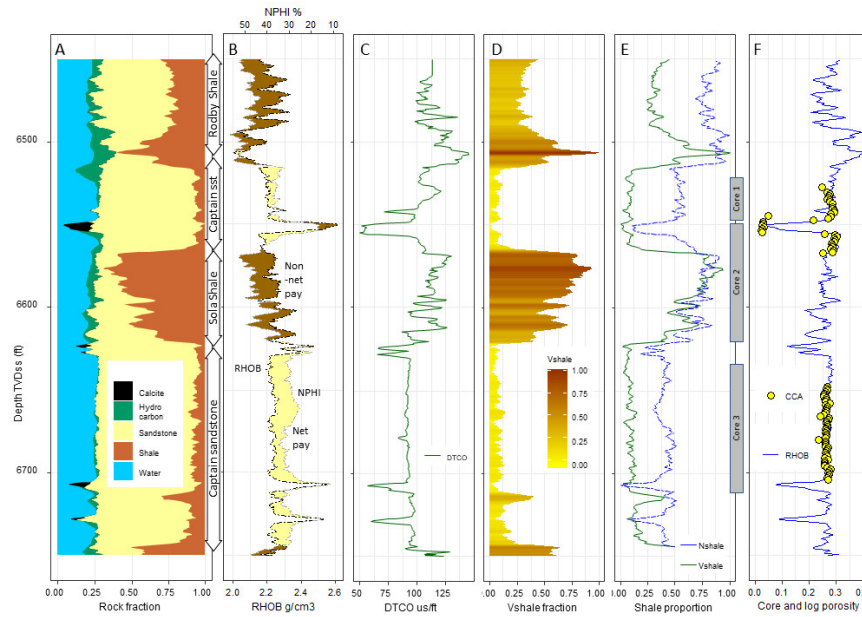 NPHI %
50 40 30 20 10
A
B
C
D
E
F
Depth TVDss (ft)
6500
6600
6700
Rodby Shale
Captain sst
Sola Shale
Captain sandstone
Calcite
Hydro
carbon
Sandstone
Shale
Water
Non
-net
pay
RHOB
NPHI
Net
pay
DTCO
Vshale
1.00
0.75
0.50
0.25
0.00
Nshale
Vshale
Core 1
Core 2
Core 3
CCA
RHOB
0.00 0.25 0.50 0.75 1.00
Rock fraction
2.0 2.2 2.4 2.6
RHOB g/cm3
50 75 100 125
DTCO us/ft
0.00 0.25 0.50 0.75 1.00
Vshale fraction
0.00 0.25 0.50 0.75 1.00
Shale proportion
0.0 0.1 0.2 0.3 0.4
Core and log porosity